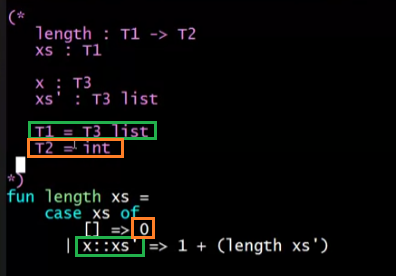 (*
length : T1 -> T2
xs : T1
x : T3
xs' : T3 list
T1 = T3 list
T2 = int
*)
fun length xs =
case xs of
[] => 0
| x::xs' => 1 + (length xs')